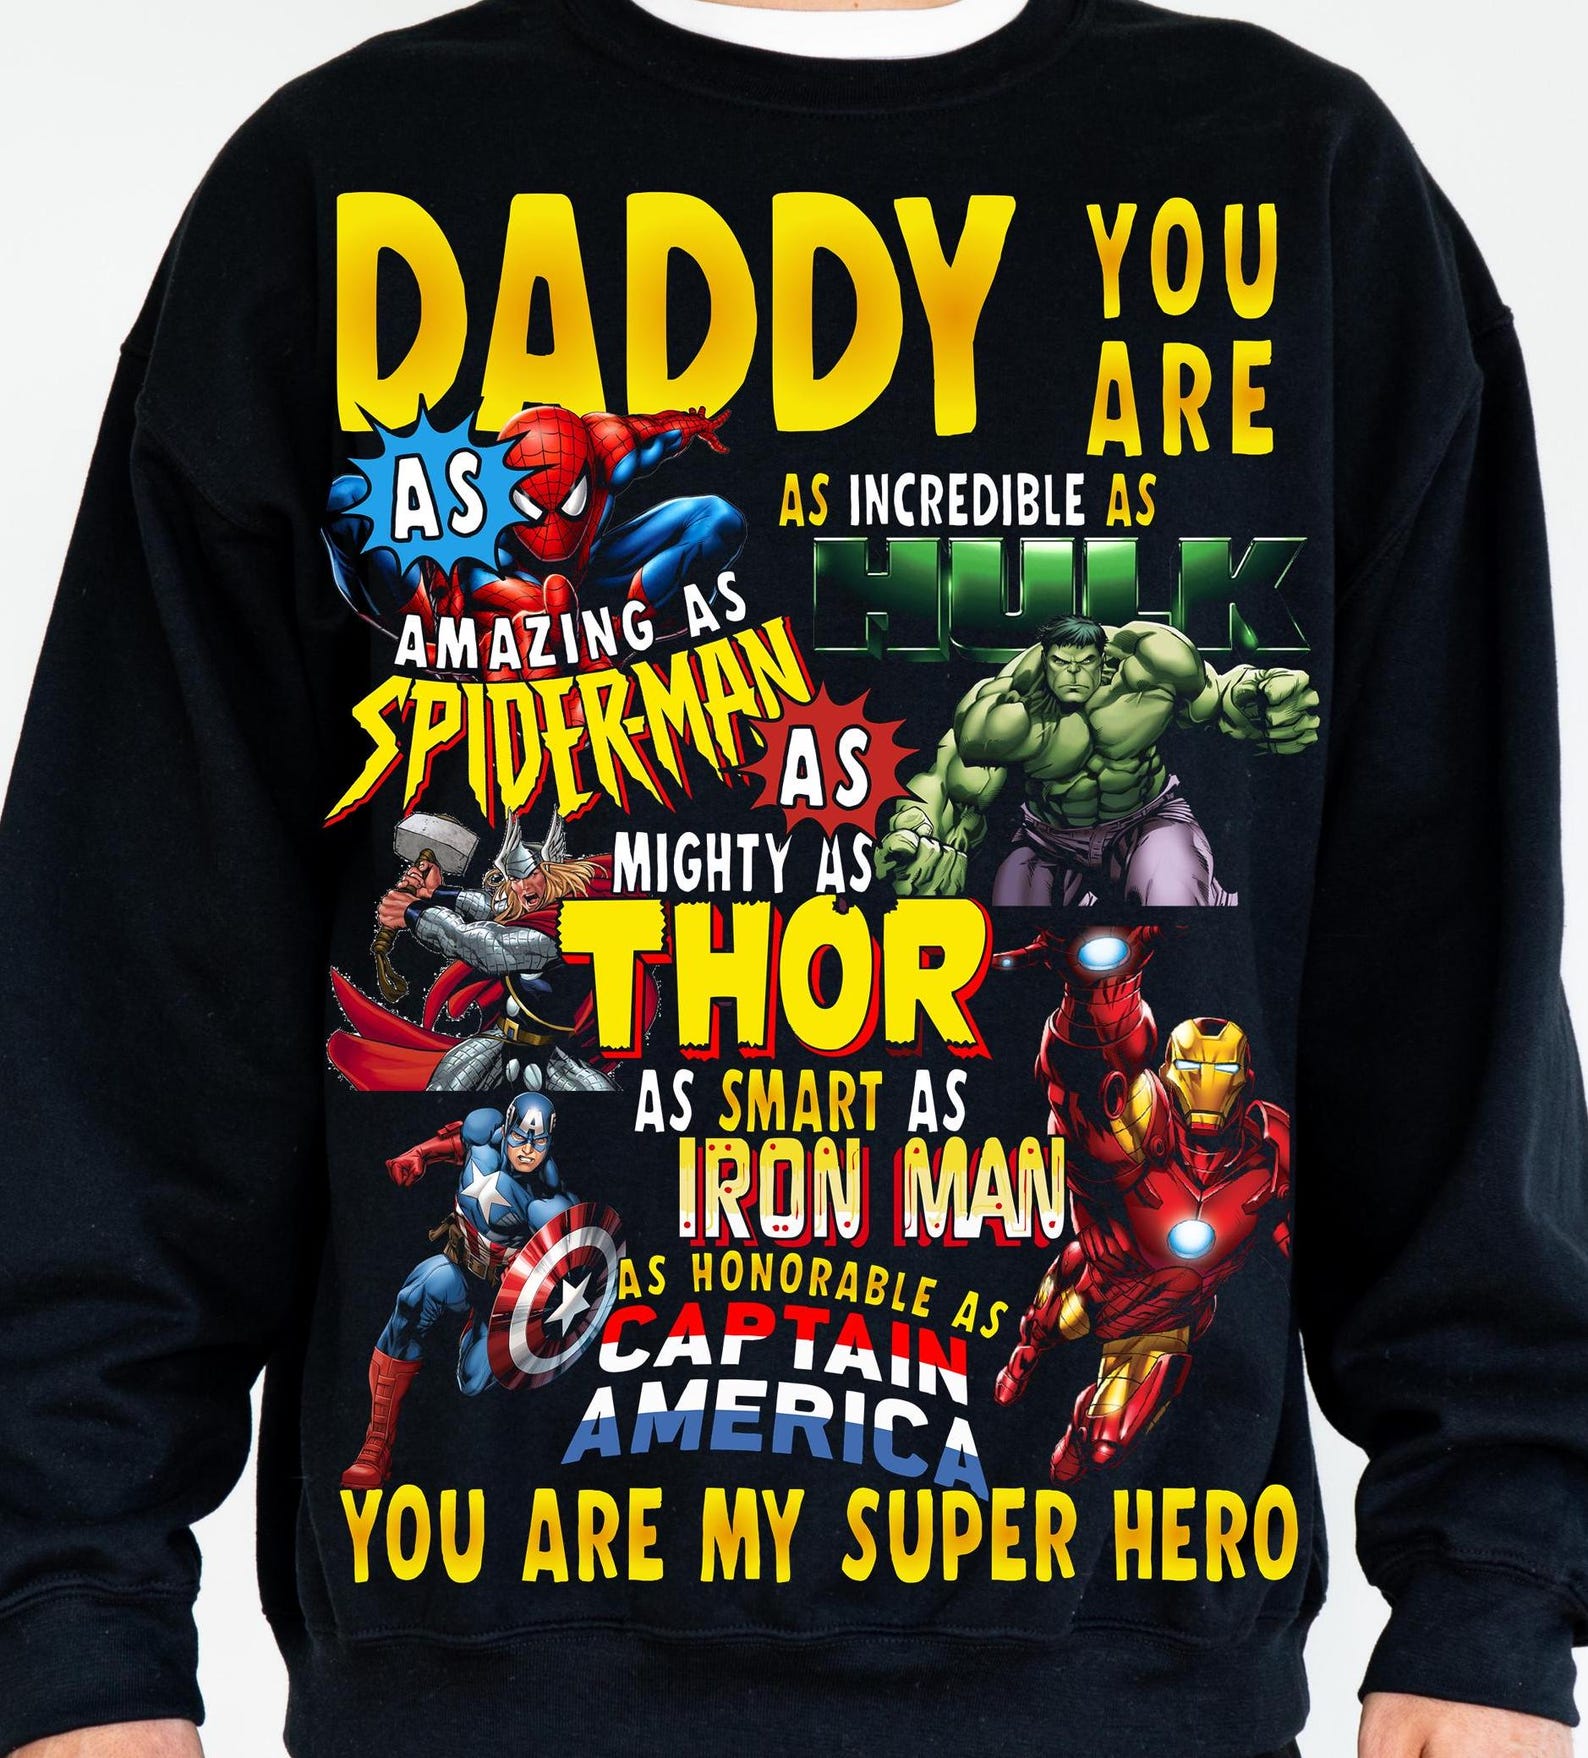 DADDY YOU
ARE
AS
AMAZING AS
SPIDER-MAN
AS INCREDIBLE AS
HULK
AS
MIGHTY AS
THOR
AS SMART AS
IRON MAN
AS HONORABLE AS
CAPTAIN
AMERICA
YOU ARE MY SUPER HERO